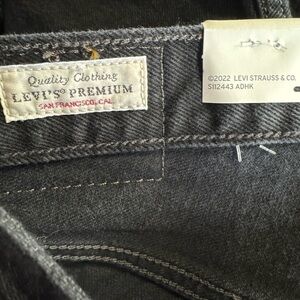 Quality Clothing
LEVI'S® PREMIUM
SAN FRANCISCO, CAL.
©2022 LEVI STRAUSS & CO.
S112443 ADHK